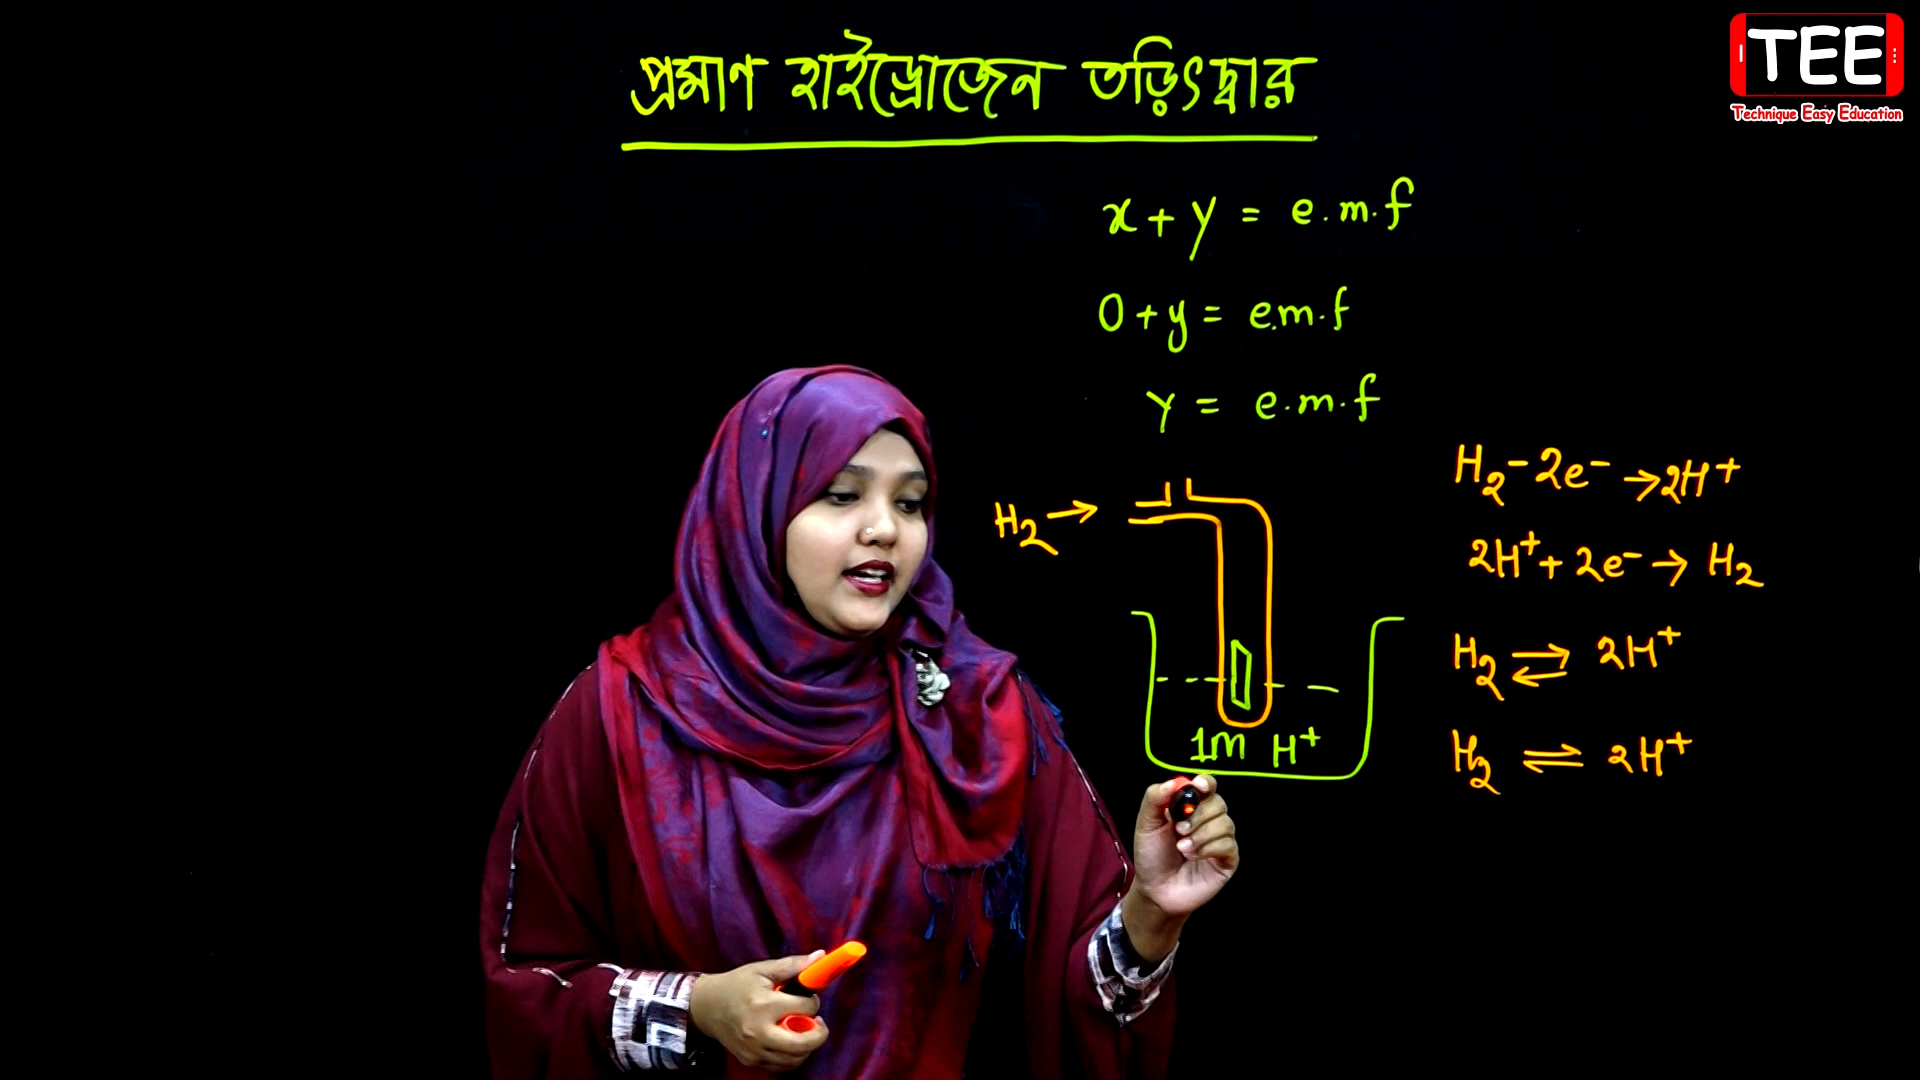 প্রমাণ হাইড্রোজেন তড়িৎদ্বার
TEE
Technique Easy Education
x + y = e.m.f
0 + y = e.m.f
y = e.m.f
H₂ →
H₂ - 2e⁻ → 2H⁺
2H⁺ + 2e⁻ → H₂
H₂ ⇌ 2H⁺
1m H⁺
H₂ ⇌ 2H⁺